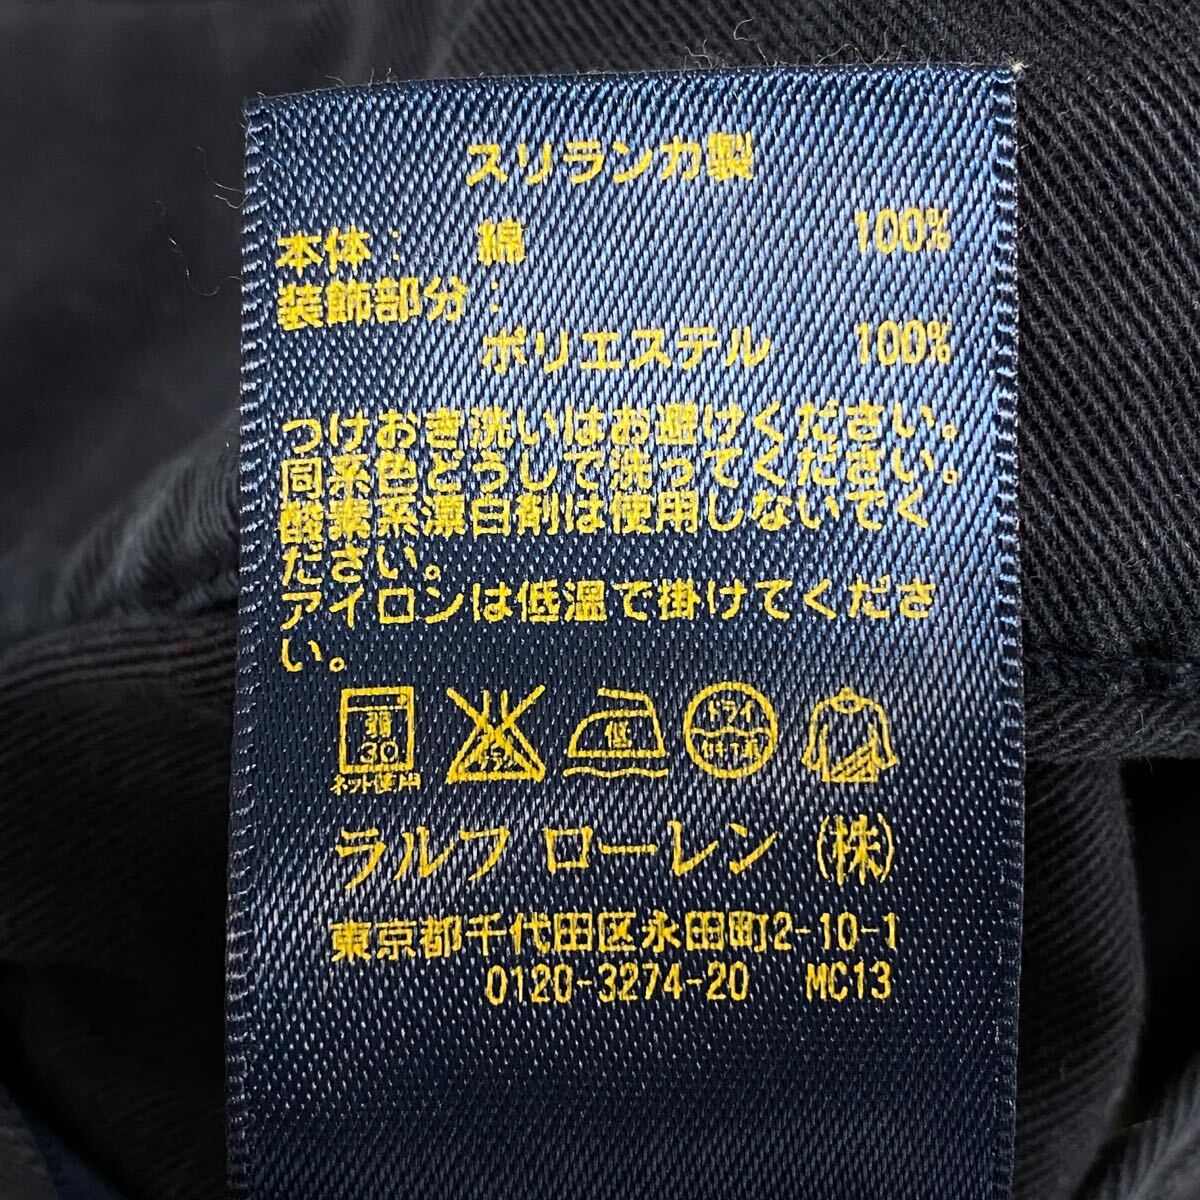 スリランカ製
本体: 綿 100%
装飾部分:
ポリエステル 100%
つけおき洗いはお避けください。
同系色どうしで洗ってください。
酸素系漂白剤は使用しないでく
ださい。
アイロンは低温で掛けてくださ
い。
弱 低 ドライ
30 エンソ セキユ系
ネット使用
ラルフ ローレン (株)
東京都千代田区永田町2-10-1
0120-3274-20 MC13